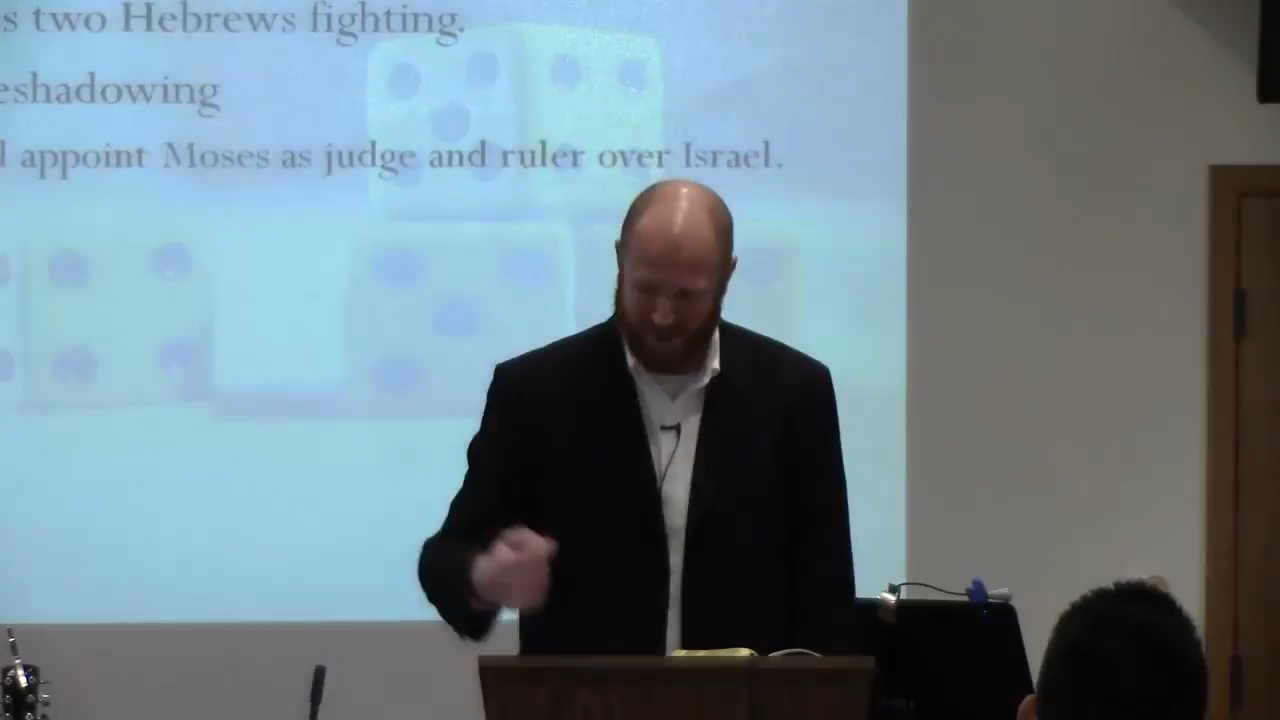 s two Hebrews fighting.
eshadowing
appoint Moses as judge and ruler over Israel.